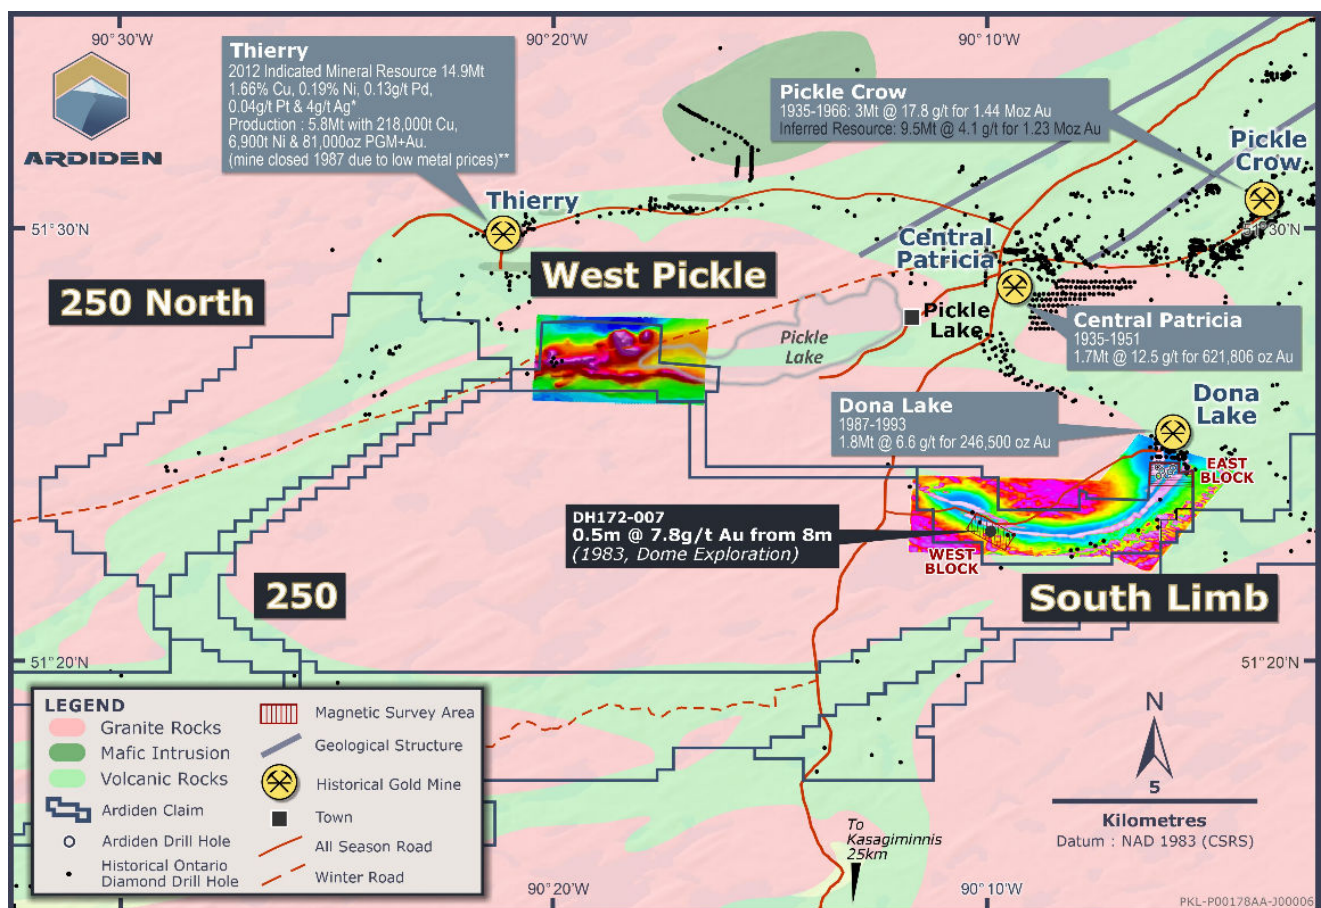 90°30'W
90°20'W
90°10'W
ARDIDEN
Thierry
2012 Indicated Mineral Resource 14.9Mt
1.66% Cu, 0.19% Ni, 0.13g/t Pd,
0.04g/t Pt & 4g/t Ag*
Production : 5.8Mt with 218,000t Cu,
6,900t Ni & 81,000oz PGM+Au.
(mine closed 1987 due to low metal prices)**
Pickle Crow
1935-1966: 3Mt @ 17.8 g/t for 1.44 Moz Au
Inferred Resource: 9.5Mt @ 4.1 g/t for 1.23 Moz Au
Pickle
Crow
Thierry
51°30'N
51°30'N
Central
Patricia
West Pickle
250 North
Pickle
Lake
Pickle
Lake
Central Patricia
1935-1951
1.7Mt @ 12.5 g/t for 621,806 oz Au
Dona
Lake
Dona Lake
1987-1993
1.8Mt @ 6.6 g/t for 246,500 oz Au
EAST
BLOCK
DH172-007
0.5m @ 7.8g/t Au from 8m
(1983, Dome Exploration)
WEST
BLOCK
250
South Limb
51°20'N
51°20'N
LEGEND
Granite Rocks
Mafic Intrusion
Volcanic Rocks
Ardiden Claim
Ardiden Drill Hole
Historical Ontario
Diamond Drill Hole
Magnetic Survey Area
Geological Structure
Historical Gold Mine
Town
All Season Road
Winter Road
N
5
Kilometres
Datum : NAD 1983 (CSRS)
To
Kasagiminnis
25km
90°20'W
90°10'W
PKL-P00178AA-J00006